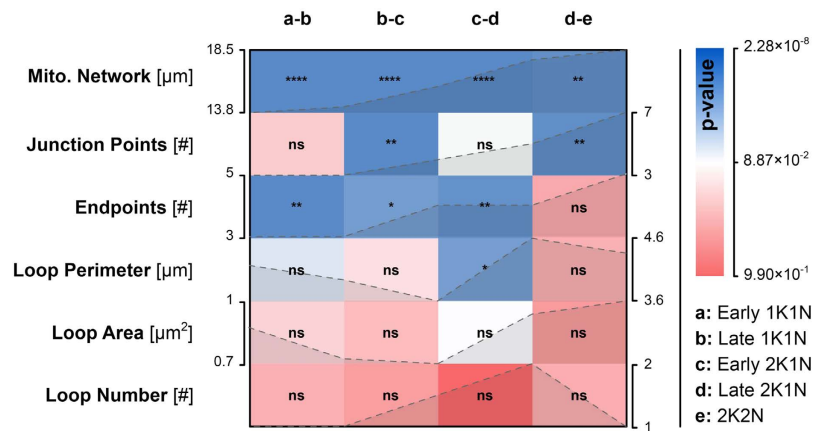 a-b b-c c-d d-e
18.5
Mito. Network [µm] **** **** **** **
13.8 7
Junction Points [#] ns ** ns **
5 3
Endpoints [#] ** * ** ns
3 4.6
Loop Perimeter [µm] ns ns * ns
1 3.6
Loop Area [µm²] ns ns ns ns
0.7 2
Loop Number [#] ns ns ns ns
1
p-value
2.28×10⁻⁸
8.87×10⁻²
9.90×10⁻¹
a: Early 1K1N
b: Late 1K1N
c: Early 2K1N
d: Late 2K1N
e: 2K2N